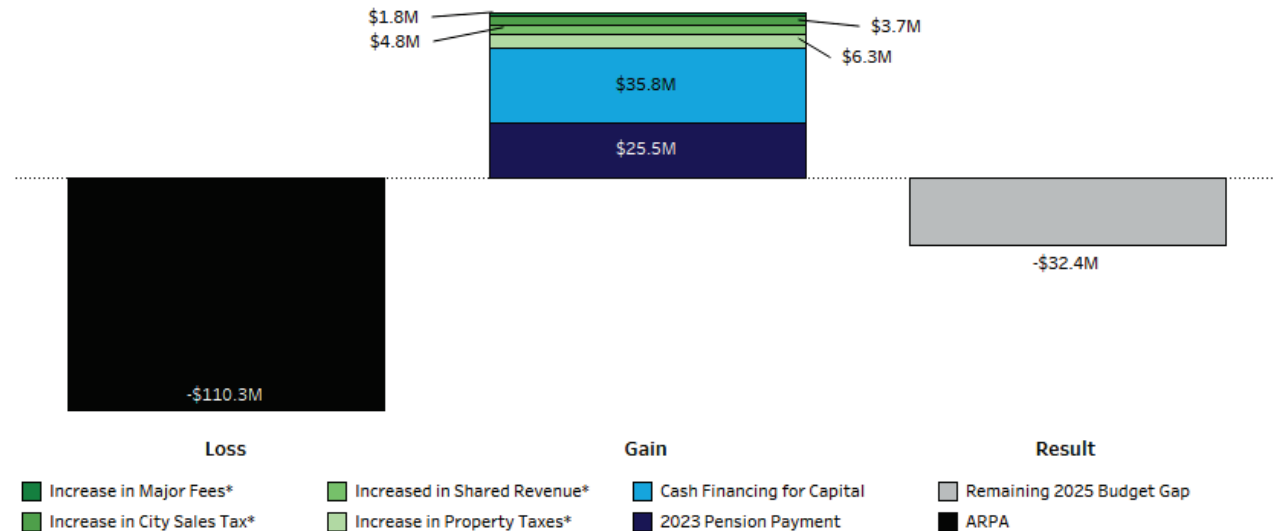 $1.8M
$3.7M
$4.8M
$6.3M
$35.8M
$25.5M
-$32.4M
-$110.3M
Loss Gain Result
Increase in Major Fees* Increased in Shared Revenue* Cash Financing for Capital Remaining 2025 Budget Gap
Increase in City Sales Tax* Increase in Property Taxes* 2023 Pension Payment ARPA